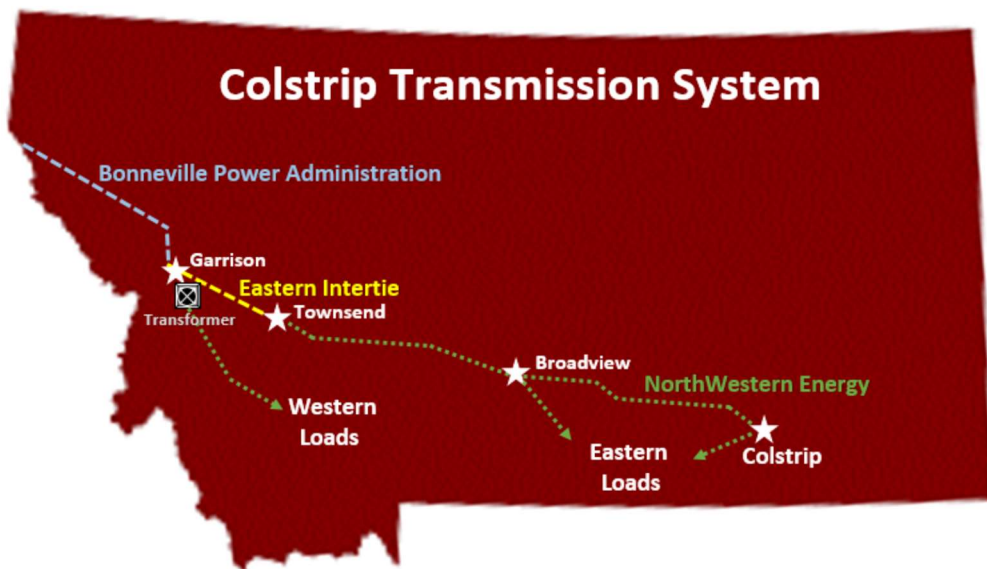 Colstrip Transmission System
Bonneville Power Administration
Garrison
Eastern Intertie
Transformer
Townsend
Broadview
NorthWestern Energy
Western
Loads
Eastern
Loads
Colstrip